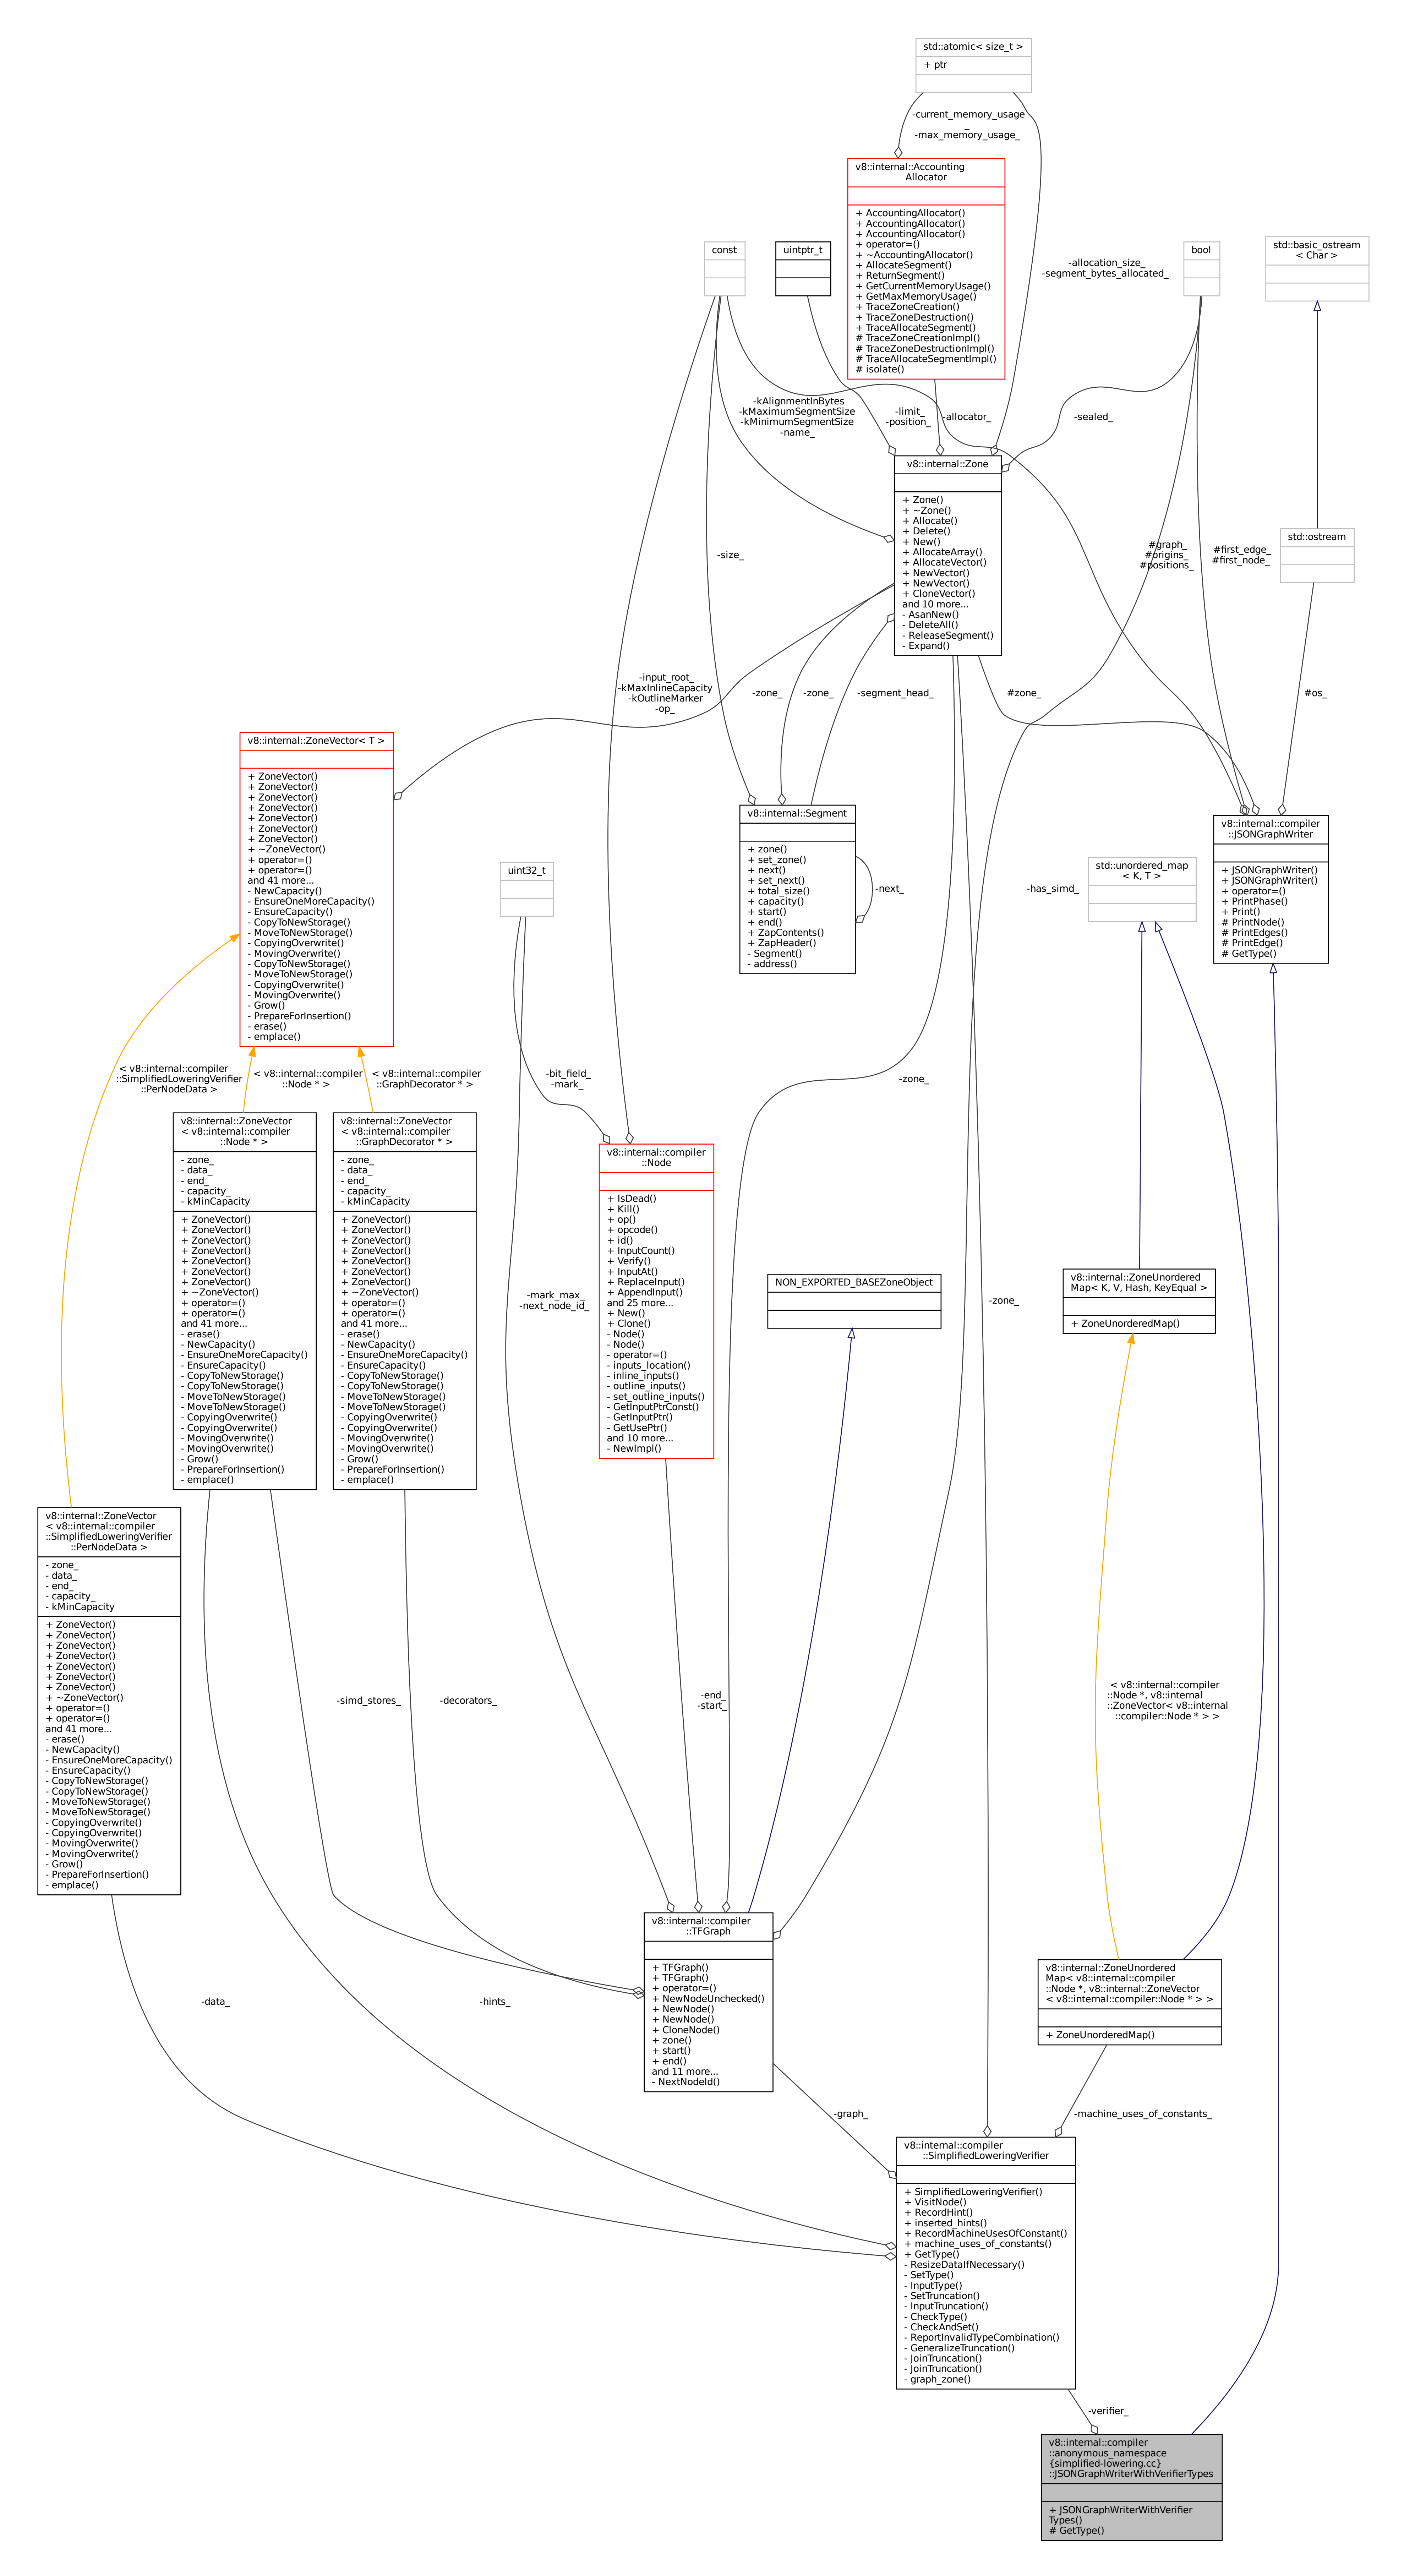 std::atomic< size_t >
+ ptr
-current_memory_usage
_
-max_memory_usage_
v8::internal::Accounting
Allocator
+ AccountingAllocator()
+ AccountingAllocator()
+ AccountingAllocator()
+ operator=()
+ ~AccountingAllocator()
+ AllocateSegment()
+ ReturnSegment()
+ GetCurrentMemoryUsage()
+ GetMaxMemoryUsage()
+ TraceZoneCreation()
+ TraceZoneDestruction()
+ TraceAllocateSegment()
# TraceZoneCreationImpl()
# TraceZoneDestructionImpl()
# TraceAllocateSegmentImpl()
# isolate()
const
uintptr_t
-allocation_size_
-segment_bytes_allocated_
bool
std::basic_ostream
< Char >
-kAlignmentInBytes
-kMaximumSegmentSize
-kMinimumSegmentSize
-name_
-limit_
-position_
-allocator_
-sealed_
v8::internal::Zone
+ Zone()
+ ~Zone()
+ Allocate()
+ Delete()
+ New()
+ AllocateArray()
+ AllocateVector()
+ NewVector()
+ NewVector()
+ CloneVector()
and 10 more...
- AsanNew()
- DeleteAll()
- ReleaseSegment()
- Expand()
-size_
#graph_
#origins_
#positions_
#first_edge_
#first_node_
std::ostream
-input_root_
-kMaxInlineCapacity
-kOutlineMarker
-op_
-zone_
-zone_
-segment_head_
#zone_
#os_
v8::internal::ZoneVector< T >
+ ZoneVector()
+ ZoneVector()
+ ZoneVector()
+ ZoneVector()
+ ZoneVector()
+ ZoneVector()
+ ZoneVector()
+ ~ZoneVector()
+ operator=()
+ operator=()
and 41 more...
- NewCapacity()
- EnsureOneMoreCapacity()
- EnsureCapacity()
- CopyToNewStorage()
- MoveToNewStorage()
- CopyingOverwrite()
- MovingOverwrite()
- CopyToNewStorage()
- MoveToNewStorage()
- CopyingOverwrite()
- MovingOverwrite()
- Grow()
- PrepareForInsertion()
- erase()
- emplace()
v8::internal::Segment
+ zone()
+ set_zone()
+ next()
+ set_next()
+ total_size()
+ capacity()
+ start()
+ end()
+ ZapContents()
+ ZapHeader()
- Segment()
- address()
-next_
v8::internal::compiler
::JSONGraphWriter
+ JSONGraphWriter()
+ JSONGraphWriter()
+ operator=()
+ PrintPhase()
+ Print()
# PrintNode()
# PrintEdges()
# PrintEdge()
# GetType()
uint32_t
-has_simd_
std::unordered_map
< K, T >
< v8::internal::compiler
::SimplifiedLoweringVerifier
::PerNodeData >
< v8::internal::compiler
::Node * >
< v8::internal::compiler
::GraphDecorator * >
-bit_field_
-mark_
-zone_
v8::internal::ZoneVector
< v8::internal::compiler
::Node * >
- zone_
- data_
- end_
- capacity_
- kMinCapacity
+ ZoneVector()
+ ZoneVector()
+ ZoneVector()
+ ZoneVector()
+ ZoneVector()
+ ZoneVector()
+ ZoneVector()
+ ~ZoneVector()
+ operator=()
+ operator=()
and 41 more...
- erase()
- NewCapacity()
- EnsureOneMoreCapacity()
- EnsureCapacity()
- CopyToNewStorage()
- CopyToNewStorage()
- MoveToNewStorage()
- MoveToNewStorage()
- CopyingOverwrite()
- CopyingOverwrite()
- MovingOverwrite()
- MovingOverwrite()
- Grow()
- PrepareForInsertion()
- emplace()
v8::internal::ZoneVector
< v8::internal::compiler
::GraphDecorator * >
- zone_
- data_
- end_
- capacity_
- kMinCapacity
+ ZoneVector()
+ ZoneVector()
+ ZoneVector()
+ ZoneVector()
+ ZoneVector()
+ ZoneVector()
+ ZoneVector()
+ ~ZoneVector()
+ operator=()
+ operator=()
and 41 more...
- erase()
- NewCapacity()
- EnsureOneMoreCapacity()
- EnsureCapacity()
- CopyToNewStorage()
- CopyToNewStorage()
- MoveToNewStorage()
- MoveToNewStorage()
- CopyingOverwrite()
- CopyingOverwrite()
- MovingOverwrite()
- MovingOverwrite()
- Grow()
- PrepareForInsertion()
- emplace()
v8::internal::compiler
::Node
+ IsDead()
+ Kill()
+ op()
+ opcode()
+ id()
+ InputCount()
+ Verify()
+ InputAt()
+ ReplaceInput()
+ AppendInput()
and 25 more...
+ New()
+ Clone()
- Node()
- Node()
- operator=()
- inputs_location()
- inline_inputs()
- outline_inputs()
- set_outline_inputs()
- GetInputPtrConst()
- GetInputPtr()
- GetUsePtr()
and 10 more...
- NewImpl()
-mark_max_
-next_node_id_
NON_EXPORTED_BASEZoneObject
-zone_
v8::internal::ZoneUnordered
Map< K, V, Hash, KeyEqual >
+ ZoneUnorderedMap()
v8::internal::ZoneVector
< v8::internal::compiler
::SimplifiedLoweringVerifier
::PerNodeData >
- zone_
- data_
- end_
- capacity_
- kMinCapacity
+ ZoneVector()
+ ZoneVector()
+ ZoneVector()
+ ZoneVector()
+ ZoneVector()
+ ZoneVector()
+ ZoneVector()
+ ~ZoneVector()
+ operator=()
+ operator=()
and 41 more...
- erase()
- NewCapacity()
- EnsureOneMoreCapacity()
- EnsureCapacity()
- CopyToNewStorage()
- CopyToNewStorage()
- MoveToNewStorage()
- MoveToNewStorage()
- CopyingOverwrite()
- CopyingOverwrite()
- MovingOverwrite()
- MovingOverwrite()
- Grow()
- PrepareForInsertion()
- emplace()
-simd_stores_
-decorators_
-end_
-start_
< v8::internal::compiler
::Node *, v8::internal
::ZoneVector< v8::internal
::compiler::Node * > >
v8::internal::compiler
::TFGraph
+ TFGraph()
+ TFGraph()
+ operator=()
+ NewNodeUnchecked()
+ NewNode()
+ NewNode()
+ CloneNode()
+ zone()
+ start()
+ end()
and 11 more...
- NextNodeId()
v8::internal::ZoneUnordered
Map< v8::internal::compiler
::Node *, v8::internal::ZoneVector
< v8::internal::compiler::Node * > >
+ ZoneUnorderedMap()
-data_
-hints_
-graph_
-machine_uses_of_constants_
v8::internal::compiler
::SimplifiedLoweringVerifier
+ SimplifiedLoweringVerifier()
+ VisitNode()
+ RecordHint()
+ inserted_hints()
+ RecordMachineUsesOfConstant()
+ machine_uses_of_constants()
+ GetType()
- ResizeDataIfNecessary()
- SetType()
- InputType()
- SetTruncation()
- InputTruncation()
- CheckType()
- CheckAndSet()
- ReportInvalidTypeCombination()
- GeneralizeTruncation()
- JoinTruncation()
- JoinTruncation()
- graph_zone()
-verifier_
v8::internal::compiler
::anonymous_namespace
{simplified-lowering.cc}
::JSONGraphWriterWithVerifierTypes
+ JSONGraphWriterWithVerifier
Types()
# GetType()